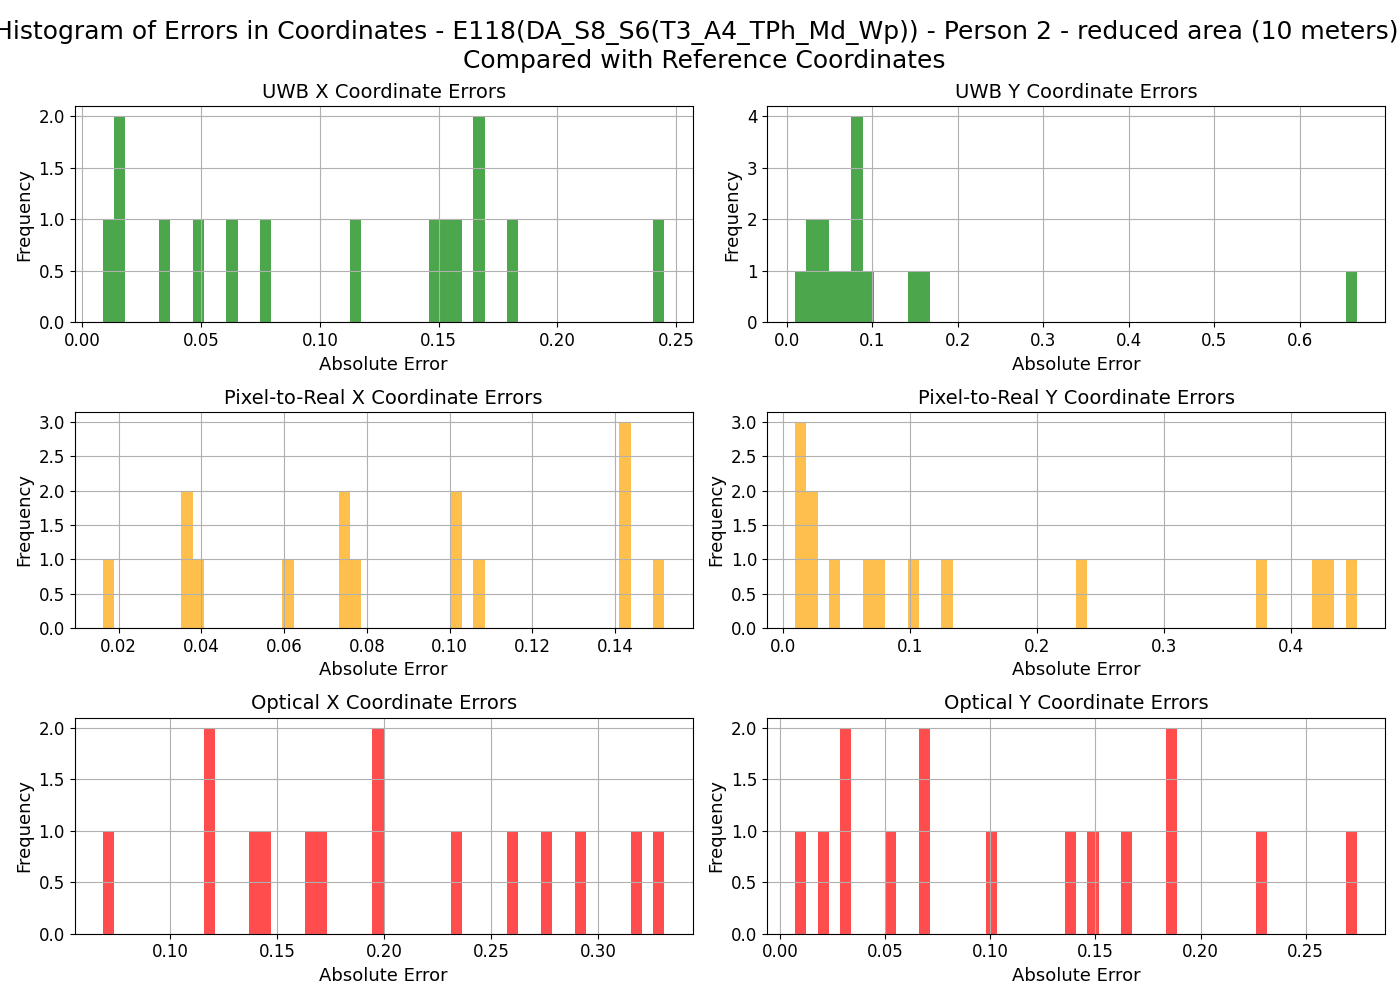 Histogram of Errors in Coordinates - E118(DA_S8_S6(T3_A4_TPh_Md_Wp)) - Person 2 - reduced area (10 meters)
Compared with Reference Coordinates
UWB X Coordinate Errors
Frequency
2.0
1.5
1.0
0.5
0.0
0.00 0.05 0.10 0.15 0.20 0.25
Absolute Error
UWB Y Coordinate Errors
Frequency
4
3
2
1
0
0.0 0.1 0.2 0.3 0.4 0.5 0.6
Absolute Error
Pixel-to-Real X Coordinate Errors
Frequency
3.0
2.5
2.0
1.5
1.0
0.5
0.0
0.02 0.04 0.06 0.08 0.10 0.12 0.14
Absolute Error
Pixel-to-Real Y Coordinate Errors
Frequency
3.0
2.5
2.0
1.5
1.0
0.5
0.0
0.0 0.1 0.2 0.3 0.4
Absolute Error
Optical X Coordinate Errors
Frequency
2.0
1.5
1.0
0.5
0.0
0.10 0.15 0.20 0.25 0.30
Absolute Error
Optical Y Coordinate Errors
Frequency
2.0
1.5
1.0
0.5
0.0
0.00 0.05 0.10 0.15 0.20 0.25
Absolute Error